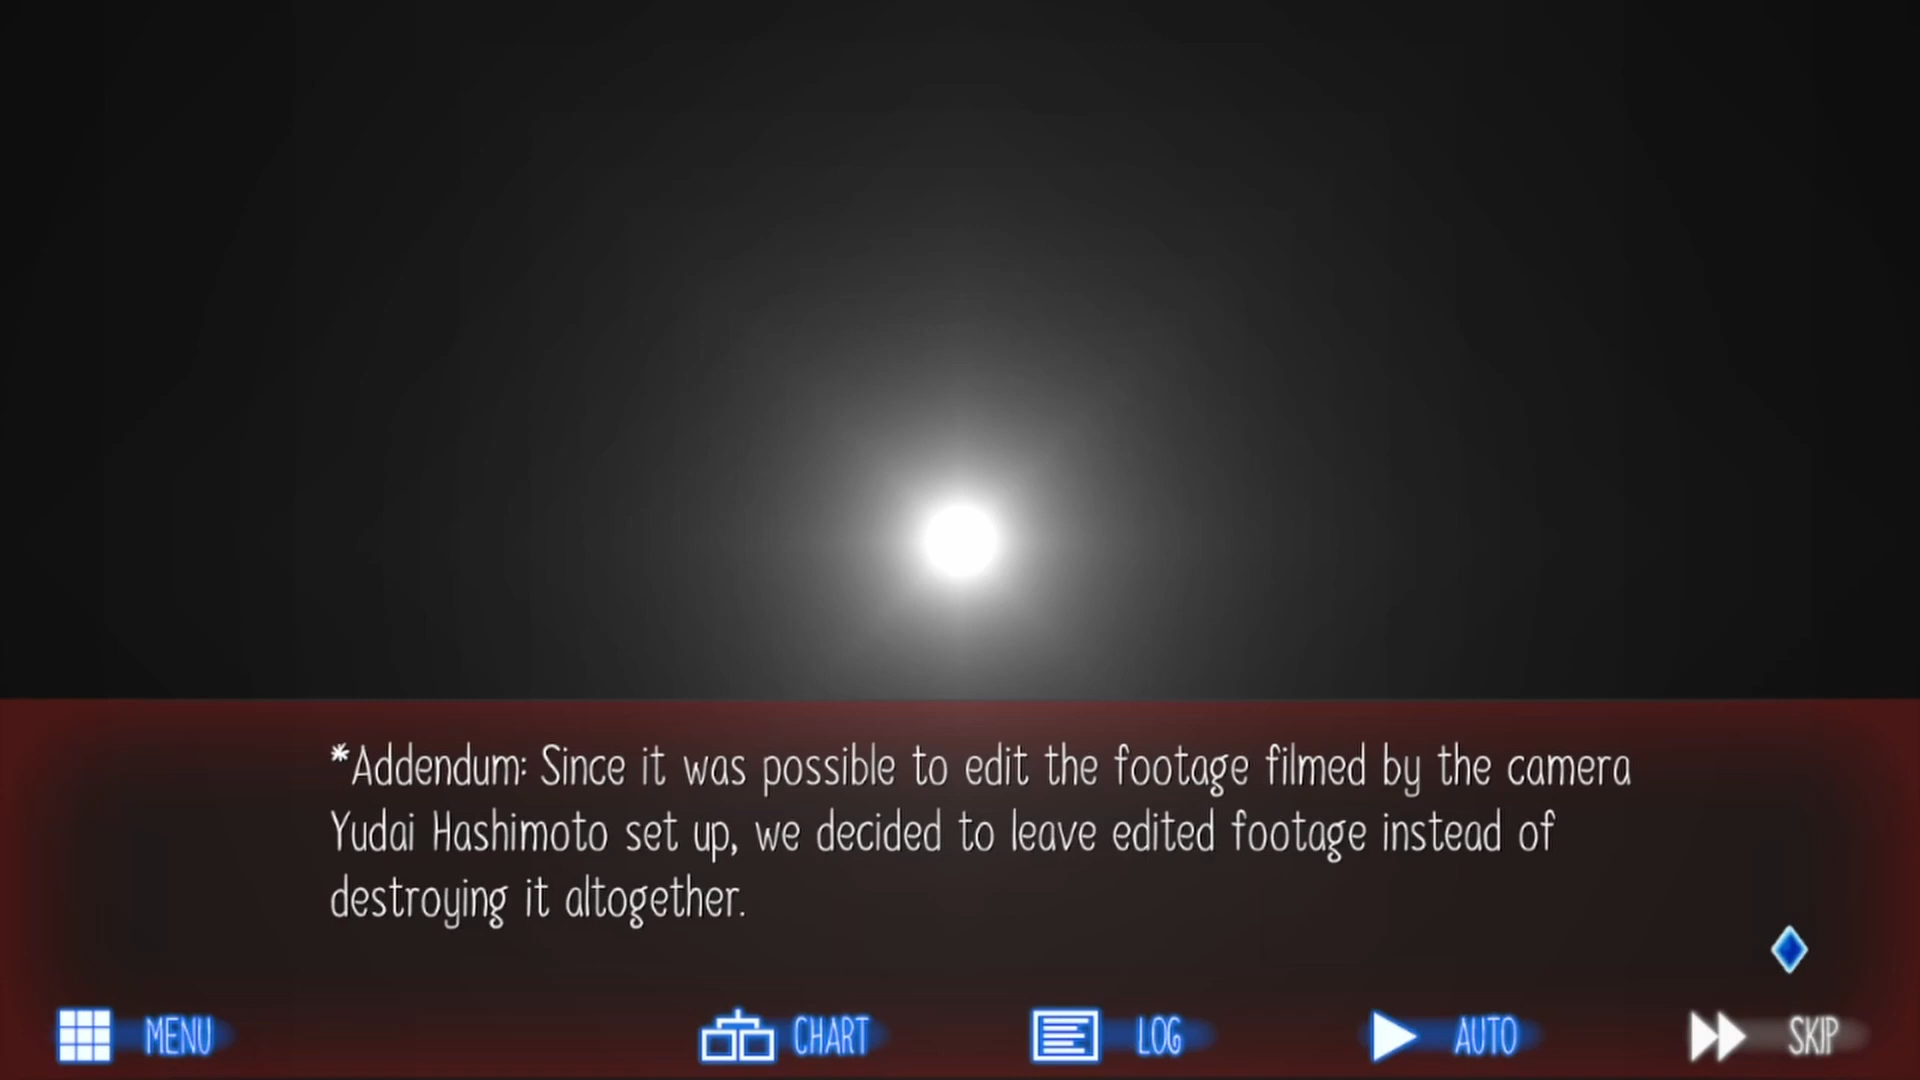 *Addendum: Since it was possible to edit the footage filmed by the camera
Yudai Hashimoto set up, we decided to leave edited footage instead of
destroying it altogether.
MENU CHART LOG AUTO SKIP